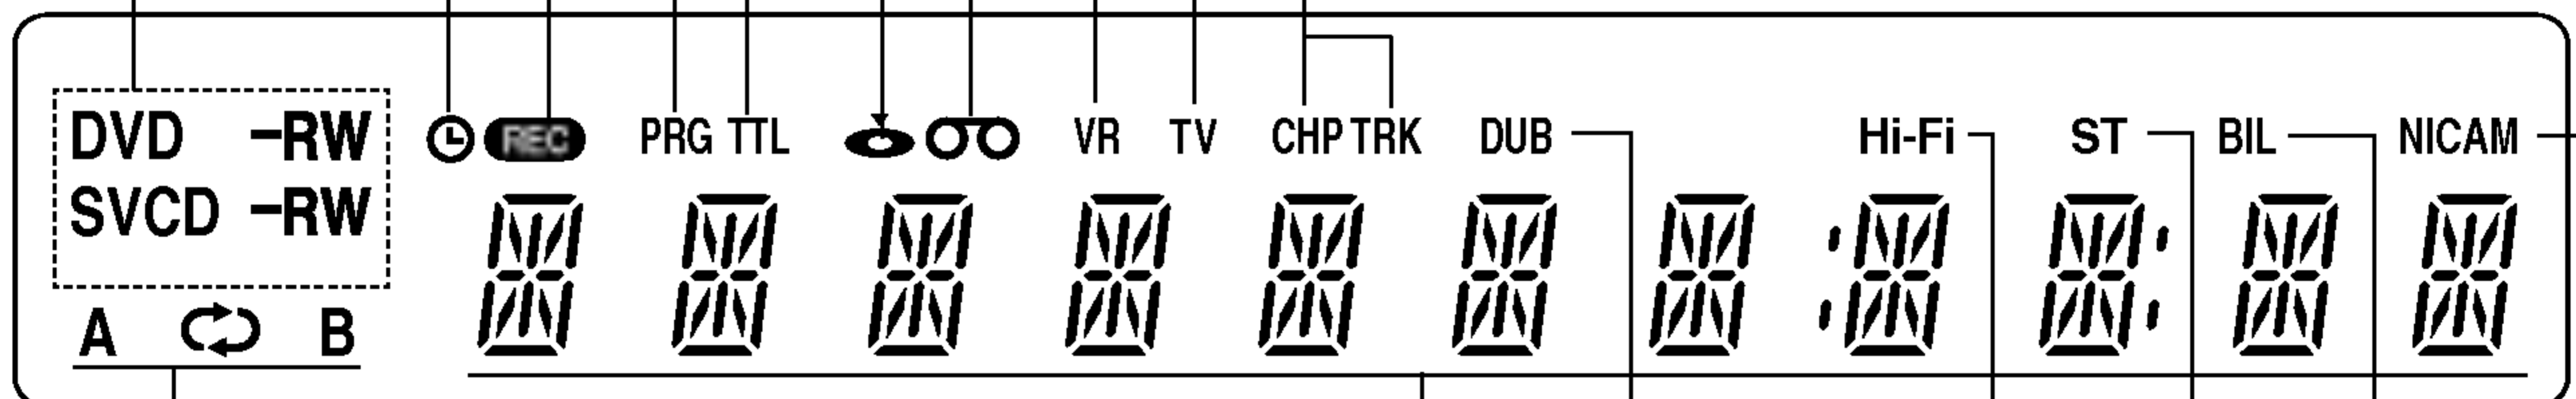 DVD -RW
SVCD -RW
A B
REC PRG TTL VR TV CHP TRK DUB Hi-Fi ST BIL NICAM